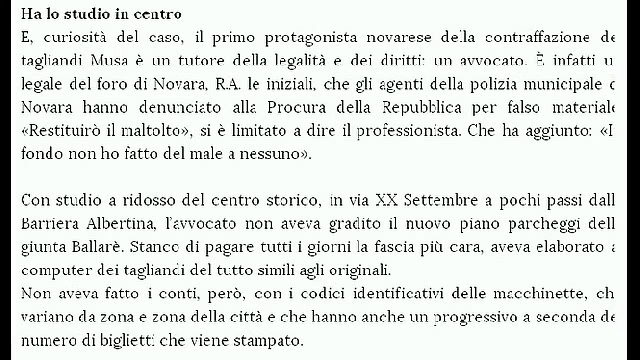 Ha lo studio in centro
E, curiosità del caso, il primo protagonista novarese della contraffazione de
tagliandi Musa è un tutore della legalità e dei diritti: un avvocato. È infatti u
legale del foro di Novara, R.A. le iniziali, che gli agenti della polizia municipale d
Novara hanno denunciato alla Procura della Repubblica per falso materiale
«Restituirò il maltolto», si è limitato a dire il professionista. Che ha aggiunto: «I
fondo non ho fatto del male a nessuno».
Con studio a ridosso del centro storico, in via XX Settembre a pochi passi dall
Barriera Albertina, l'avvocato non aveva gradito il nuovo piano parcheggi dell
giunta Ballarè. Stanco di pagare tutti i giorni la fascia più cara, aveva elaborato a
computer dei tagliandi del tutto simili agli originali.
Non aveva fatto i conti, però, con i codici identificativi delle macchinette, ch
variano da zona e zona della città e che hanno anche un progressivo a seconda de
numero di biglietti che viene stampato.